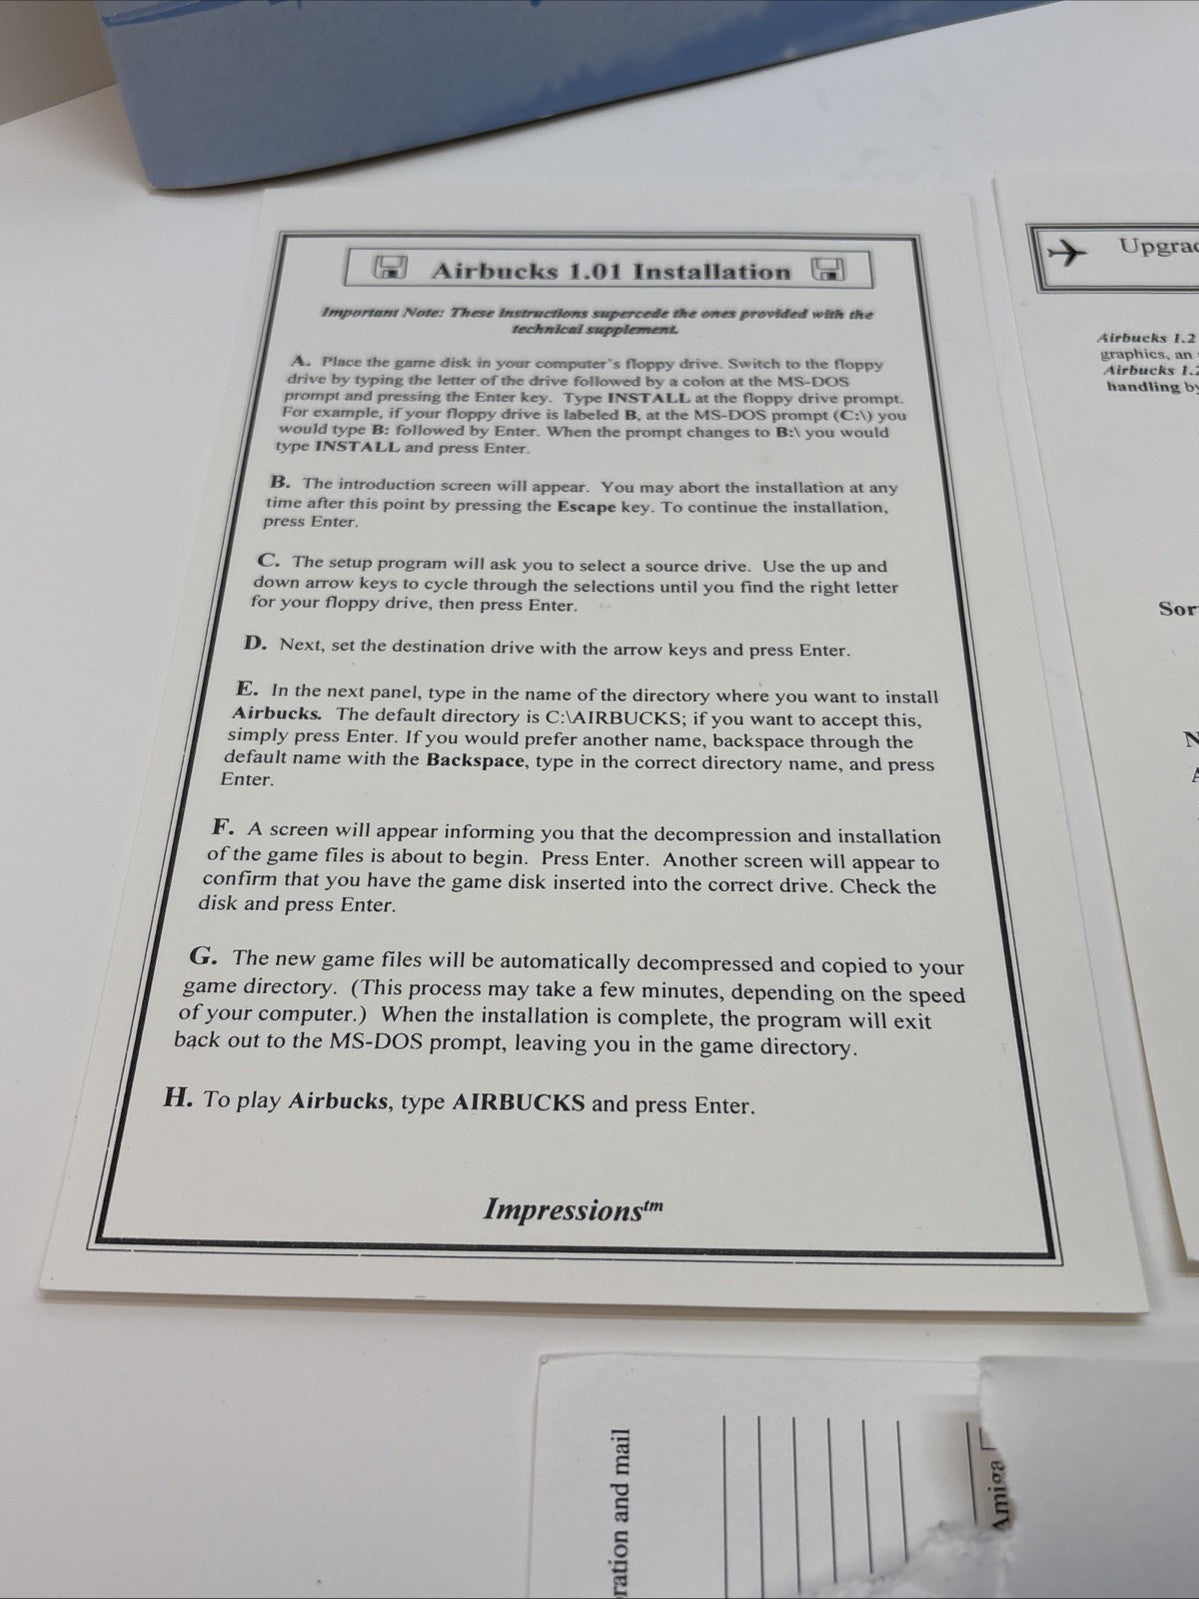 Airbucks 1.01 Installation
Important Note: These instructions supercede the ones provided with the
technical supplement.
A. Place the game disk in your computer's floppy drive. Switch to the floppy
drive by typing the letter of the drive followed by a colon at the MS-DOS
prompt and pressing the Enter key. Type INSTALL at the floppy drive prompt.
For example, if your floppy drive is labeled B, at the MS-DOS prompt (C:\) you
would type B: followed by Enter. When the prompt changes to B:\ you would
type INSTALL and press Enter.
B. The introduction screen will appear. You may abort the installation at any
time after this point by pressing the Escape key. To continue the installation,
press Enter.
C. The setup program will ask you to select a source drive. Use the up and
down arrow keys to cycle through the selections until you find the right letter
for your floppy drive, then press Enter.
D. Next, set the destination drive with the arrow keys and press Enter.
E. In the next panel, type in the name of the directory where you want to install
Airbucks. The default directory is C:\AIRBUCKS; if you want to accept this,
simply press Enter. If you would prefer another name, backspace through the
default name with the Backspace, type in the correct directory name, and press
Enter.
F. A screen will appear informing you that the decompression and installation
of the game files is about to begin. Press Enter. Another screen will appear to
confirm that you have the game disk inserted into the correct drive. Check the
disk and press Enter.
G. The new game files will be automatically decompressed and copied to your
game directory. (This process may take a few minutes, depending on the speed
of your computer.) When the installation is complete, the program will exit
back out to the MS-DOS prompt, leaving you in the game directory.
H. To play Airbucks, type AIRBUCKS and press Enter.
Impressions™
Upgrad
Airbucks 1.2
graphics, an
Airbucks 1.2
handling by
Sor
N
A
ration and mail
Amiga